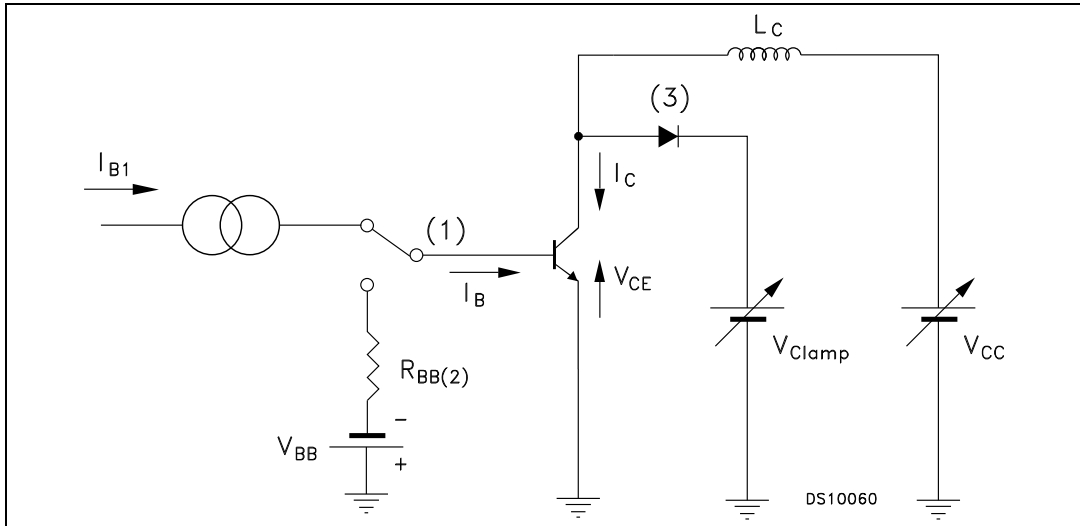 L C
(3)
I B1
I C
(1)
V CE
I B
V Clamp
V CC
R BB(2)
−
V BB
+
DS10060